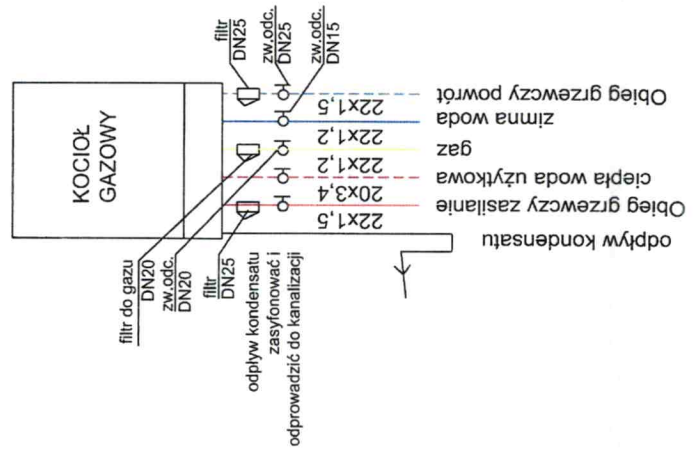 KOCIOŁ
GAZOWY
filtr
DN25
zw.odc.
DN25
zw.odc.
DN15
Obieg grzewczy powrót
22x1,5
zimna woda
22x1,2
gaz
22x1,2
ciepła woda użytkowa
20x3,4
Obieg grzewczy zasilanie
22x1,5
odpływ kondensatu
filtr do gazu
DN20
zw.odc.
DN20
filtr
DN25
odpływ kondensatu
zasyfonować i
odprowadzić do kanalizacji